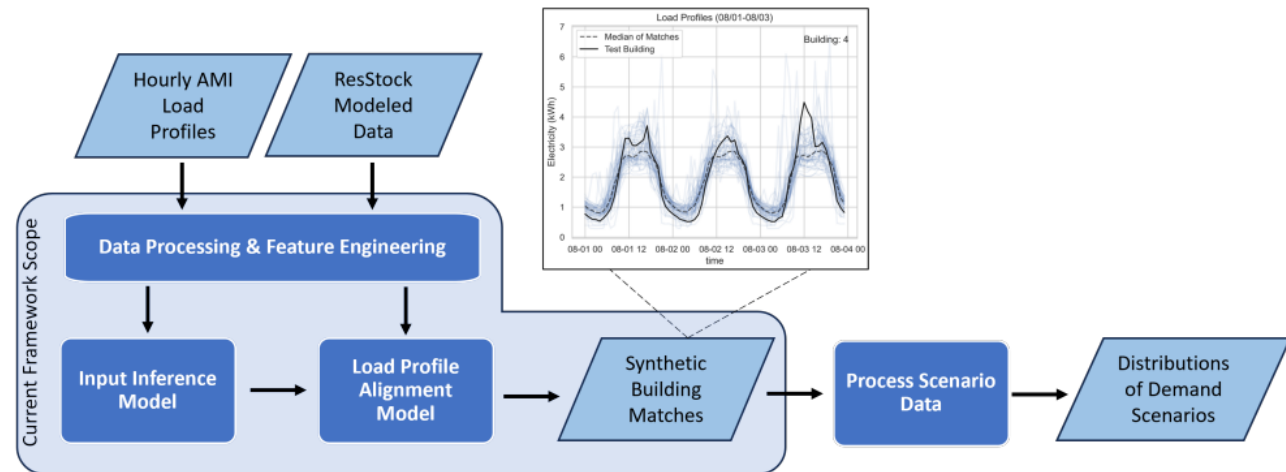 Hourly AMI
Load
Profiles
ResStock
Modeled
Data
Load Profiles (08/01-08/03)
Median of Matches
Test Building
Building: 4
Electricity (kWh)
7
6
5
4
3
2
1
0
08-01 00 08-01 12 08-02 00 08-02 12 08-03 00 08-03 12 08-04 00
time
Current Framework Scope
Data Processing & Feature Engineering
Input Inference
Model
Load Profile
Alignment
Model
Synthetic
Building
Matches
Process Scenario
Data
Distributions
of Demand
Scenarios